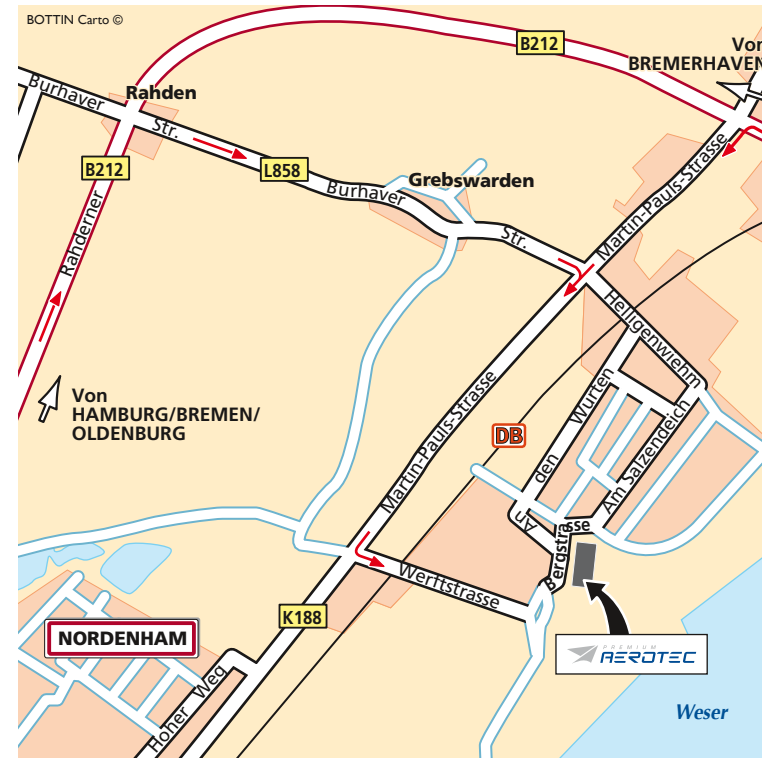 BOTTIN Carto ©
B212
Von
BREMERHAVEN
Rahden
Burhaver
Str.
B212
L858
Grebswarden
Burhaver
Str.
Martin-Pauls-Strasse
Rahderner
Heiligenwiehm
Von
HAMBURG/BREMEN/
OLDENBURG
Martin-Pauls-Strasse
DB
An
den
Wurten
Am Salzendeich
Bergstrasse
Werftstrasse
K188
NORDENHAM
Hoher Weg
PREMIUM
AEROTEC
Weser